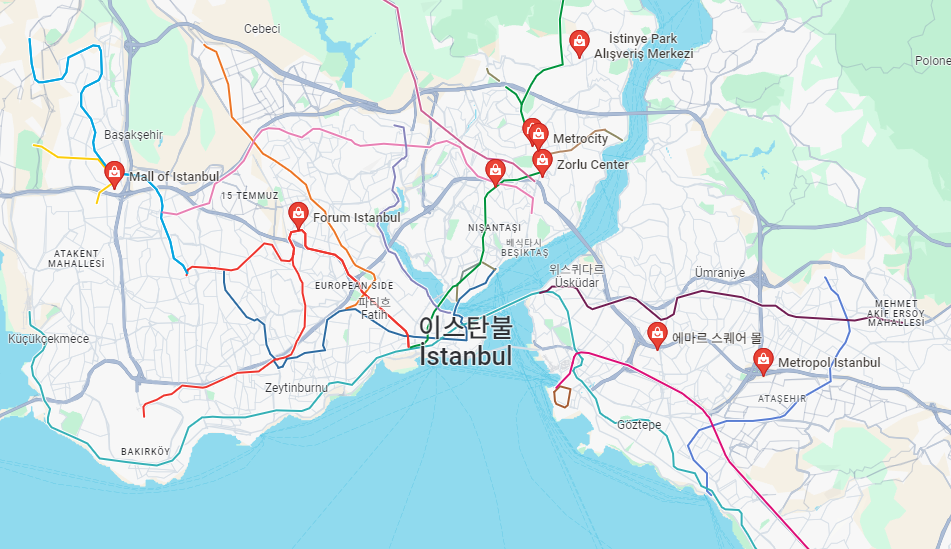 Cebeci
İstinye Park
Alışveriş Merkezi
Polone
Başakşehir
Metrocity
Zorlu Center
Mall of Istanbul
15 TEMMUZ
Forum Istanbul
NIŞANTAŞI
베식타시
BEŞİKTAŞ
ATAKENT
MAHALLESİ
위스퀴다르
Üsküdar
Ümraniye
EUROPEAN SIDE
파티흐
Fatih
MEHMET
AKİF ERSOY
MAHALLESİ
이스탄불
İstanbul
Küçükçekmece
에마르 스퀘어 몰
Metropol istanbul
Zeytinburnu
ATAŞEHİR
Göztepe
BAKIRKÖY